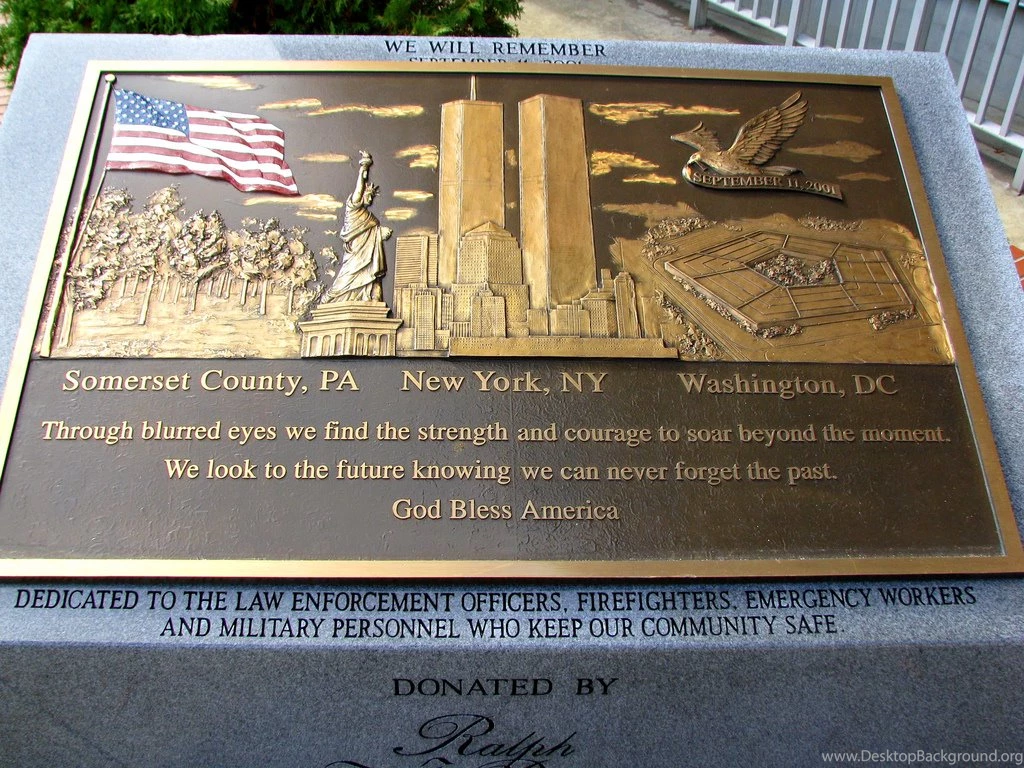 WE WILL REMEMBER
SEPTEMBER 11, 2001
SEPTEMBER 11, 2001
Somerset County, PA New York, NY Washington, DC
Through blurred eyes we find the strength and courage to soar beyond the moment.
We look to the future knowing we can never forget the past.
God Bless America
DEDICATED TO THE LAW ENFORCEMENT OFFICERS, FIREFIGHTERS, EMERGENCY WORKERS
AND MILITARY PERSONNEL WHO KEEP OUR COMMUNITY SAFE.
DONATED BY
Ralph
www.DesktopBackground.org